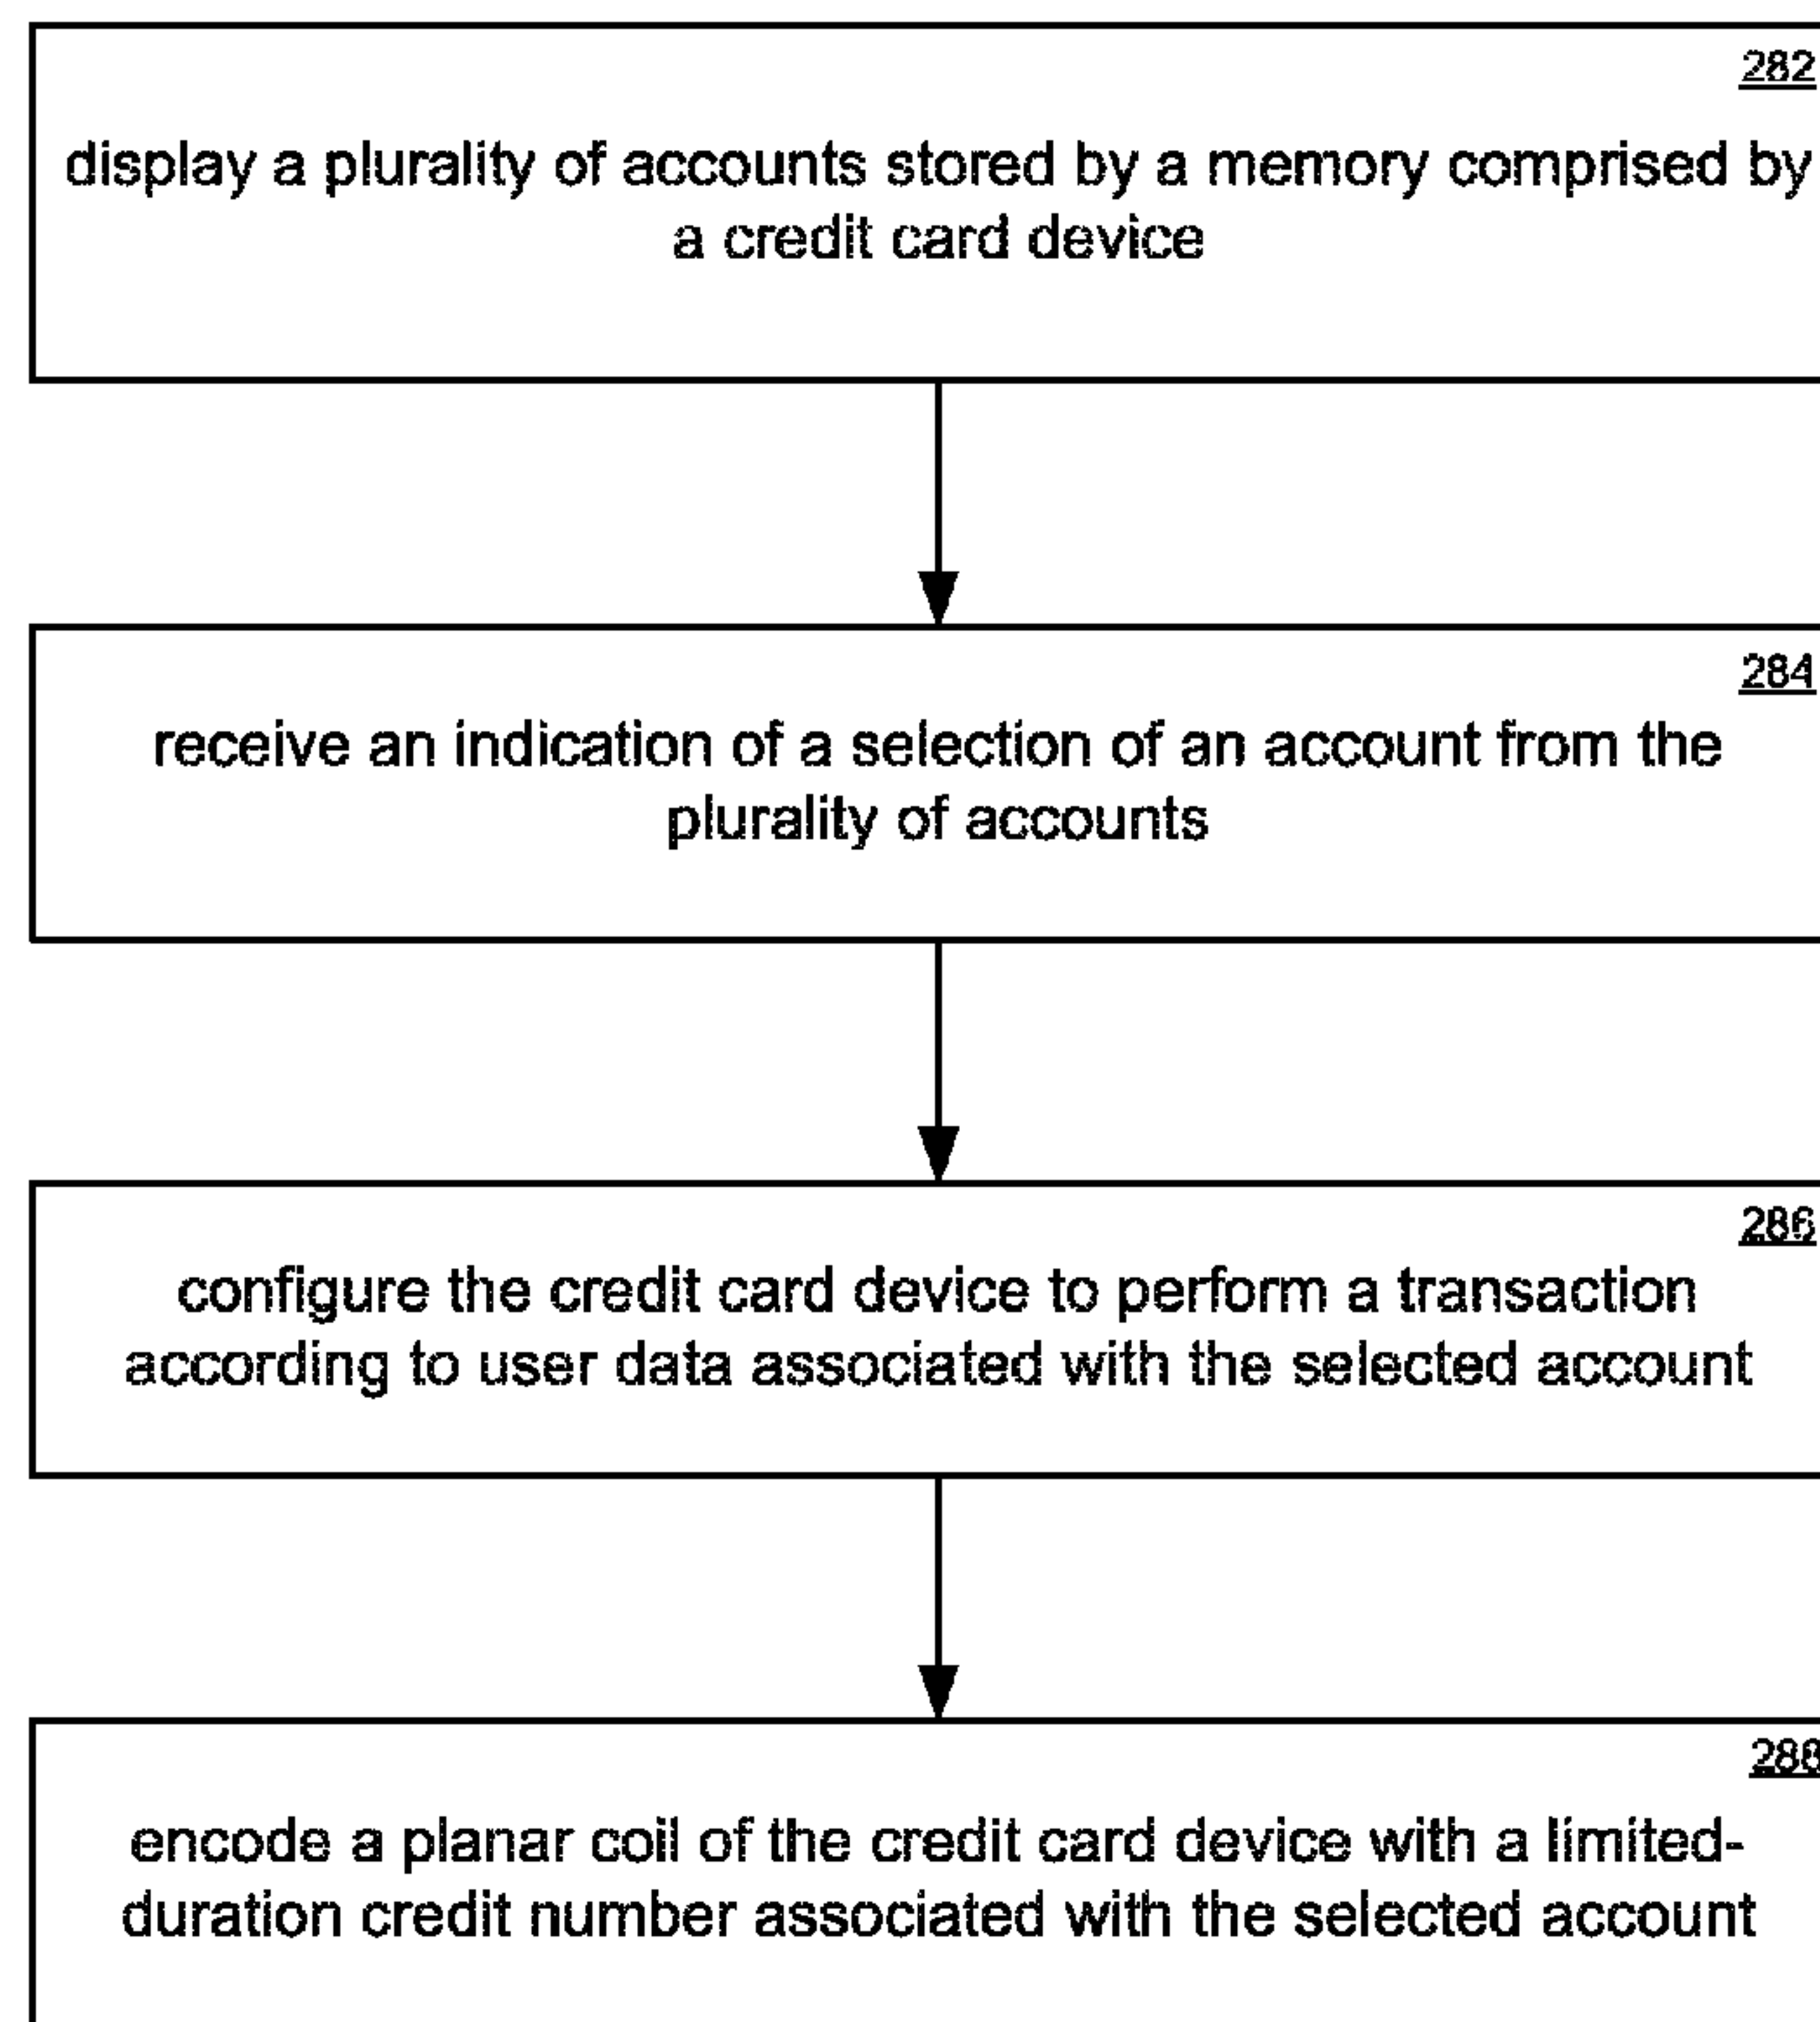 282
display a plurality of accounts stored by a memory comprised by
a credit card device
284
receive an indication of a selection of an account from the
plurality of accounts
286
configure the credit card device to perform a transaction
according to user data associated with the selected account
288
encode a planar coil of the credit card device with a limited-
duration credit number associated with the selected account